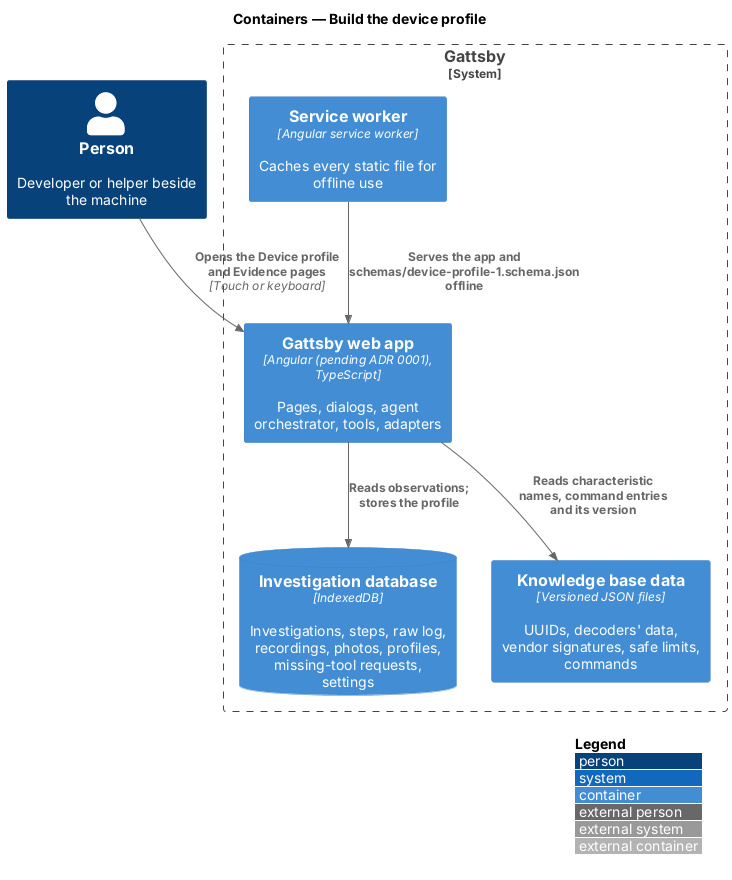 Containers — Build the device profile
Gattsby
[System]
Person
Developer or helper beside
the machine
Service worker
[Angular service worker]
Caches every static file for
offline use
Opens the Device profile
and Evidence pages
[Touch or keyboard]
Serves the app and
schemas/device-profile-1.schema.json
offline
Gattsby web app
[Angular (pending ADR 0001),
TypeScript]
Pages, dialogs, agent
orchestrator, tools, adapters
Reads observations;
stores the profile
Reads characteristic
names, command entries
and its version
Investigation database
[IndexedDB]
Investigations, steps, raw log,
recordings, photos, profiles,
missing-tool requests,
settings
Knowledge base data
[Versioned JSON files]
UUIDs, decoders' data,
vendor signatures, safe limits,
commands
Legend
person
system
container
external person
external system
external container